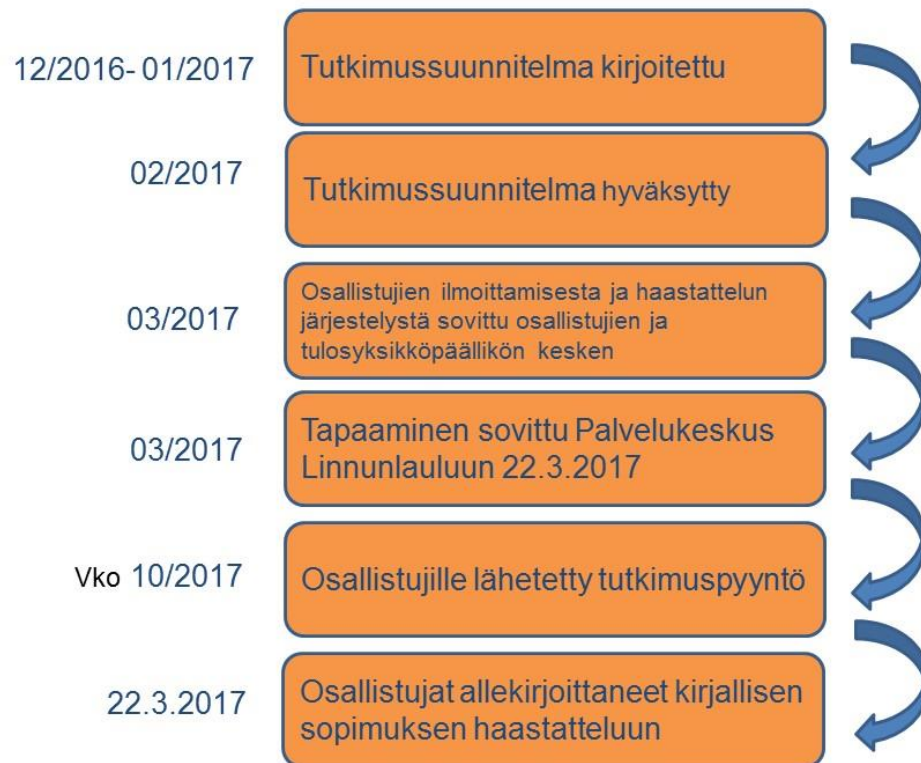 12/2016- 01/2017
Tutkimussuunnitelma kirjoitettu
02/2017
Tutkimussuunnitelma hyväksytty
03/2017
Osallistujien ilmoittamisesta ja haastattelun
järjestelystä sovittu osallistujien ja
tulosyksikköpäällikön kesken
03/2017
Tapaaminen sovittu Palvelukeskus
Linnunlauluun 22.3.2017
Vko 10/2017
Osallistujille lähetetty tutkimuspyyntö
22.3.2017
Osallistujat allekirjoittaneet kirjallisen
sopimuksen haastatteluun